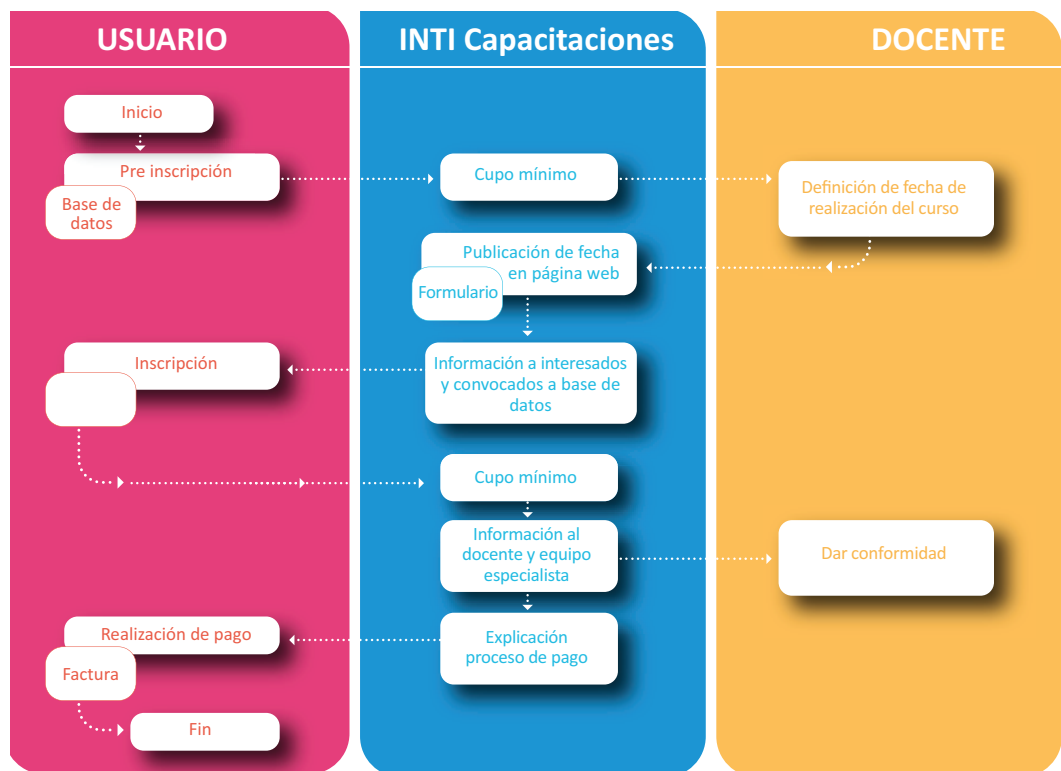 USUARIO
INTI Capacitaciones
DOCENTE
Inicio
Pre inscripción
Base de
datos
Cupo mínimo
Definición de fecha de
realización del curso
Publicación de fecha
en página web
Formulario
Información a interesados
y convocados a base de
datos
Inscripción
Cupo mínimo
Información al
docente y equipo
especialista
Dar conformidad
Explicación
proceso de pago
Realización de pago
Factura
Fin